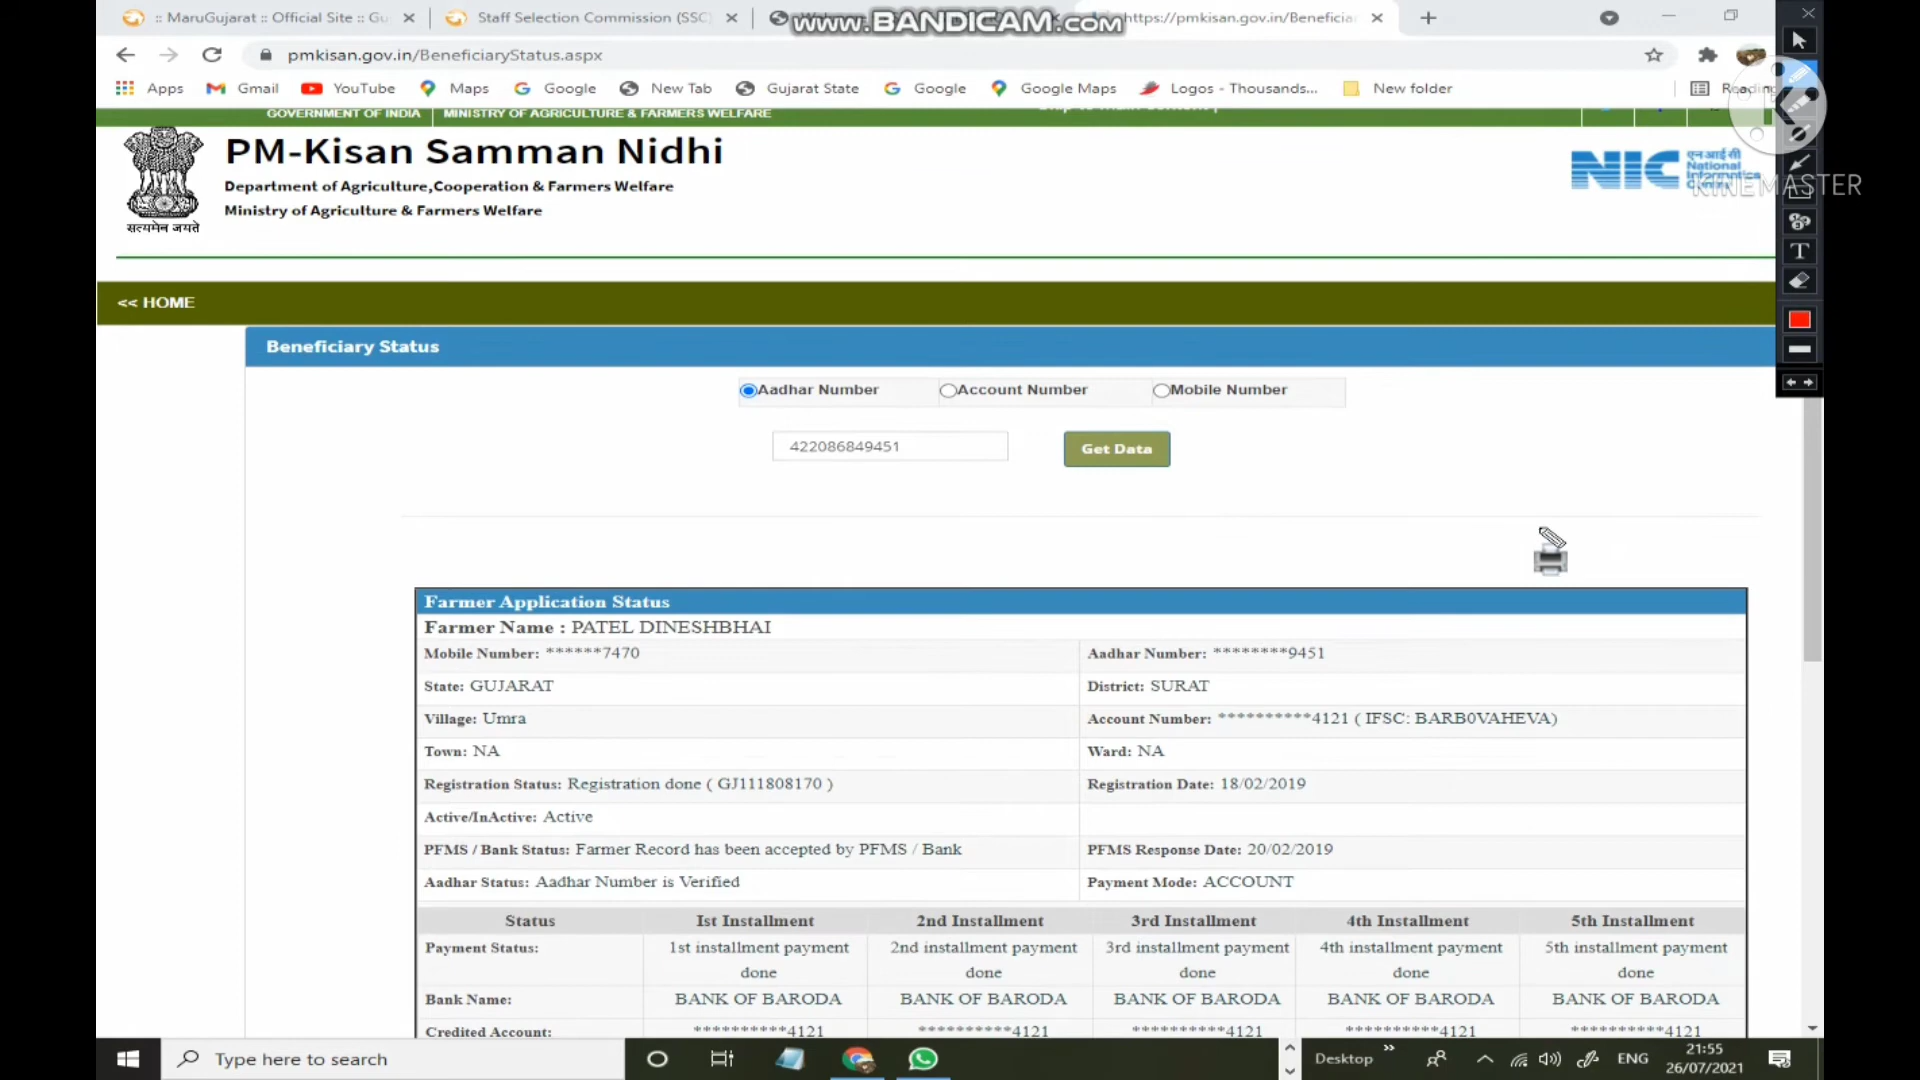 :: MaruGujarat :: Official Site :: Gu
Staff Selection Commission (SSC)
https://pmkisan.gov.in/Beneficia
www.BANDICAM.com
pmkisan.gov.in/BeneficiaryStatus.aspx
Apps
Gmail
YouTube
Maps
Google
New Tab
Gujarat State
Google
Google Maps
Logos - Thousands...
New folder
GOVERNMENT OF INDIA
MINISTRY OF AGRICULTURE & FARMERS WELFARE
PM-Kisan Samman Nidhi
Department of Agriculture,Cooperation & Farmers Welfare
Ministry of Agriculture & Farmers Welfare
सत्यमेव जयते
NIC
एन आई सी
National
KINEMASTER
<< HOME
Beneficiary Status
Aadhar Number
Account Number
Mobile Number
422086849451
Get Data
Farmer Application Status
Farmer Name : PATEL DINESHBHAI
Mobile Number: ******7470
Aadhar Number: ********9451
State: GUJARAT
District: SURAT
Village: Umra
Account Number: **********4121 ( IFSC: BARB0VAHEVA)
Town: NA
Ward: NA
Registration Status: Registration done ( GJ111808170 )
Registration Date: 18/02/2019
Active/InActive: Active
PFMS / Bank Status: Farmer Record has been accepted by PFMS / Bank
PFMS Response Date: 20/02/2019
Aadhar Status: Aadhar Number is Verified
Payment Mode: ACCOUNT
Status Ist Installment 2nd Installment 3rd Installment 4th Installment 5th Installment
Payment Status: 1st installment payment done 2nd installment payment done 3rd installment payment done 4th installment payment done 5th installment payment done
Bank Name: BANK OF BARODA BANK OF BARODA BANK OF BARODA BANK OF BARODA BANK OF BARODA
Credited Account: **********4121 **********4121 **********4121 **********4121 **********4121
Type here to search
Desktop
ENG
21:55
26/07/2021